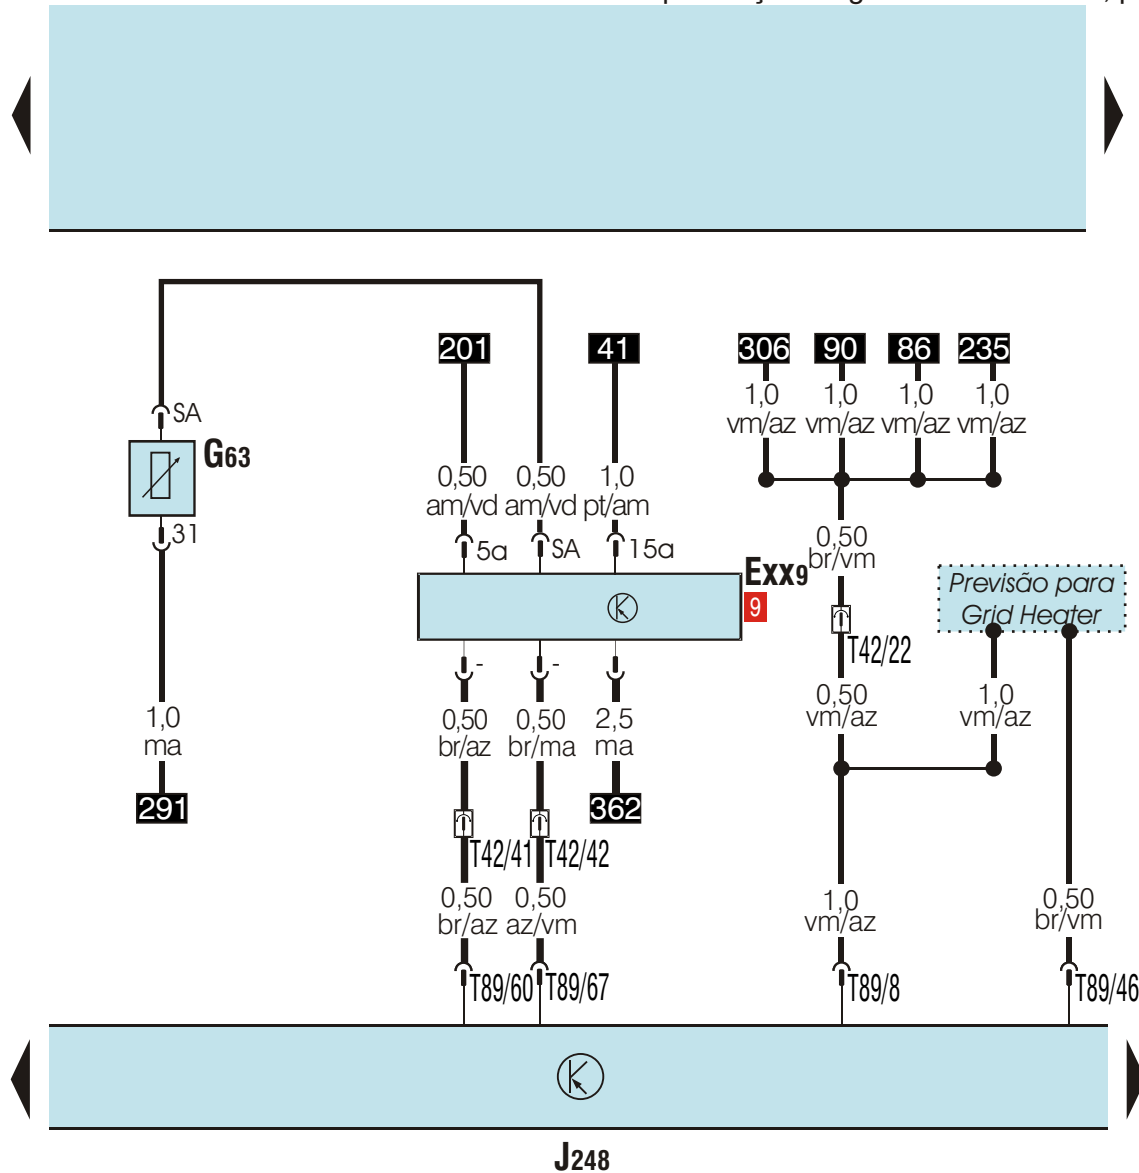 201 41 306 90 86 235
1,0 1,0 1,0 1,0
vm/az vm/az vm/az vm/az
SA
G63
0,50 0,50 1,0
am/vd am/vd pt/am
31
5a SA 15a
0,50
br/vm
Exx9
9
Previsão para
Grid Heater
T42/22
- -
0,50 0,50 2,5
br/az br/ma ma
0,50
vm/az
1,0
vm/az
1,0
ma
291
362
T42/41 T42/42
0,50 0,50
br/az az/vm
1,0
vm/az
0,50
br/vm
T89/60 T89/67 T89/8 T89/46
J248